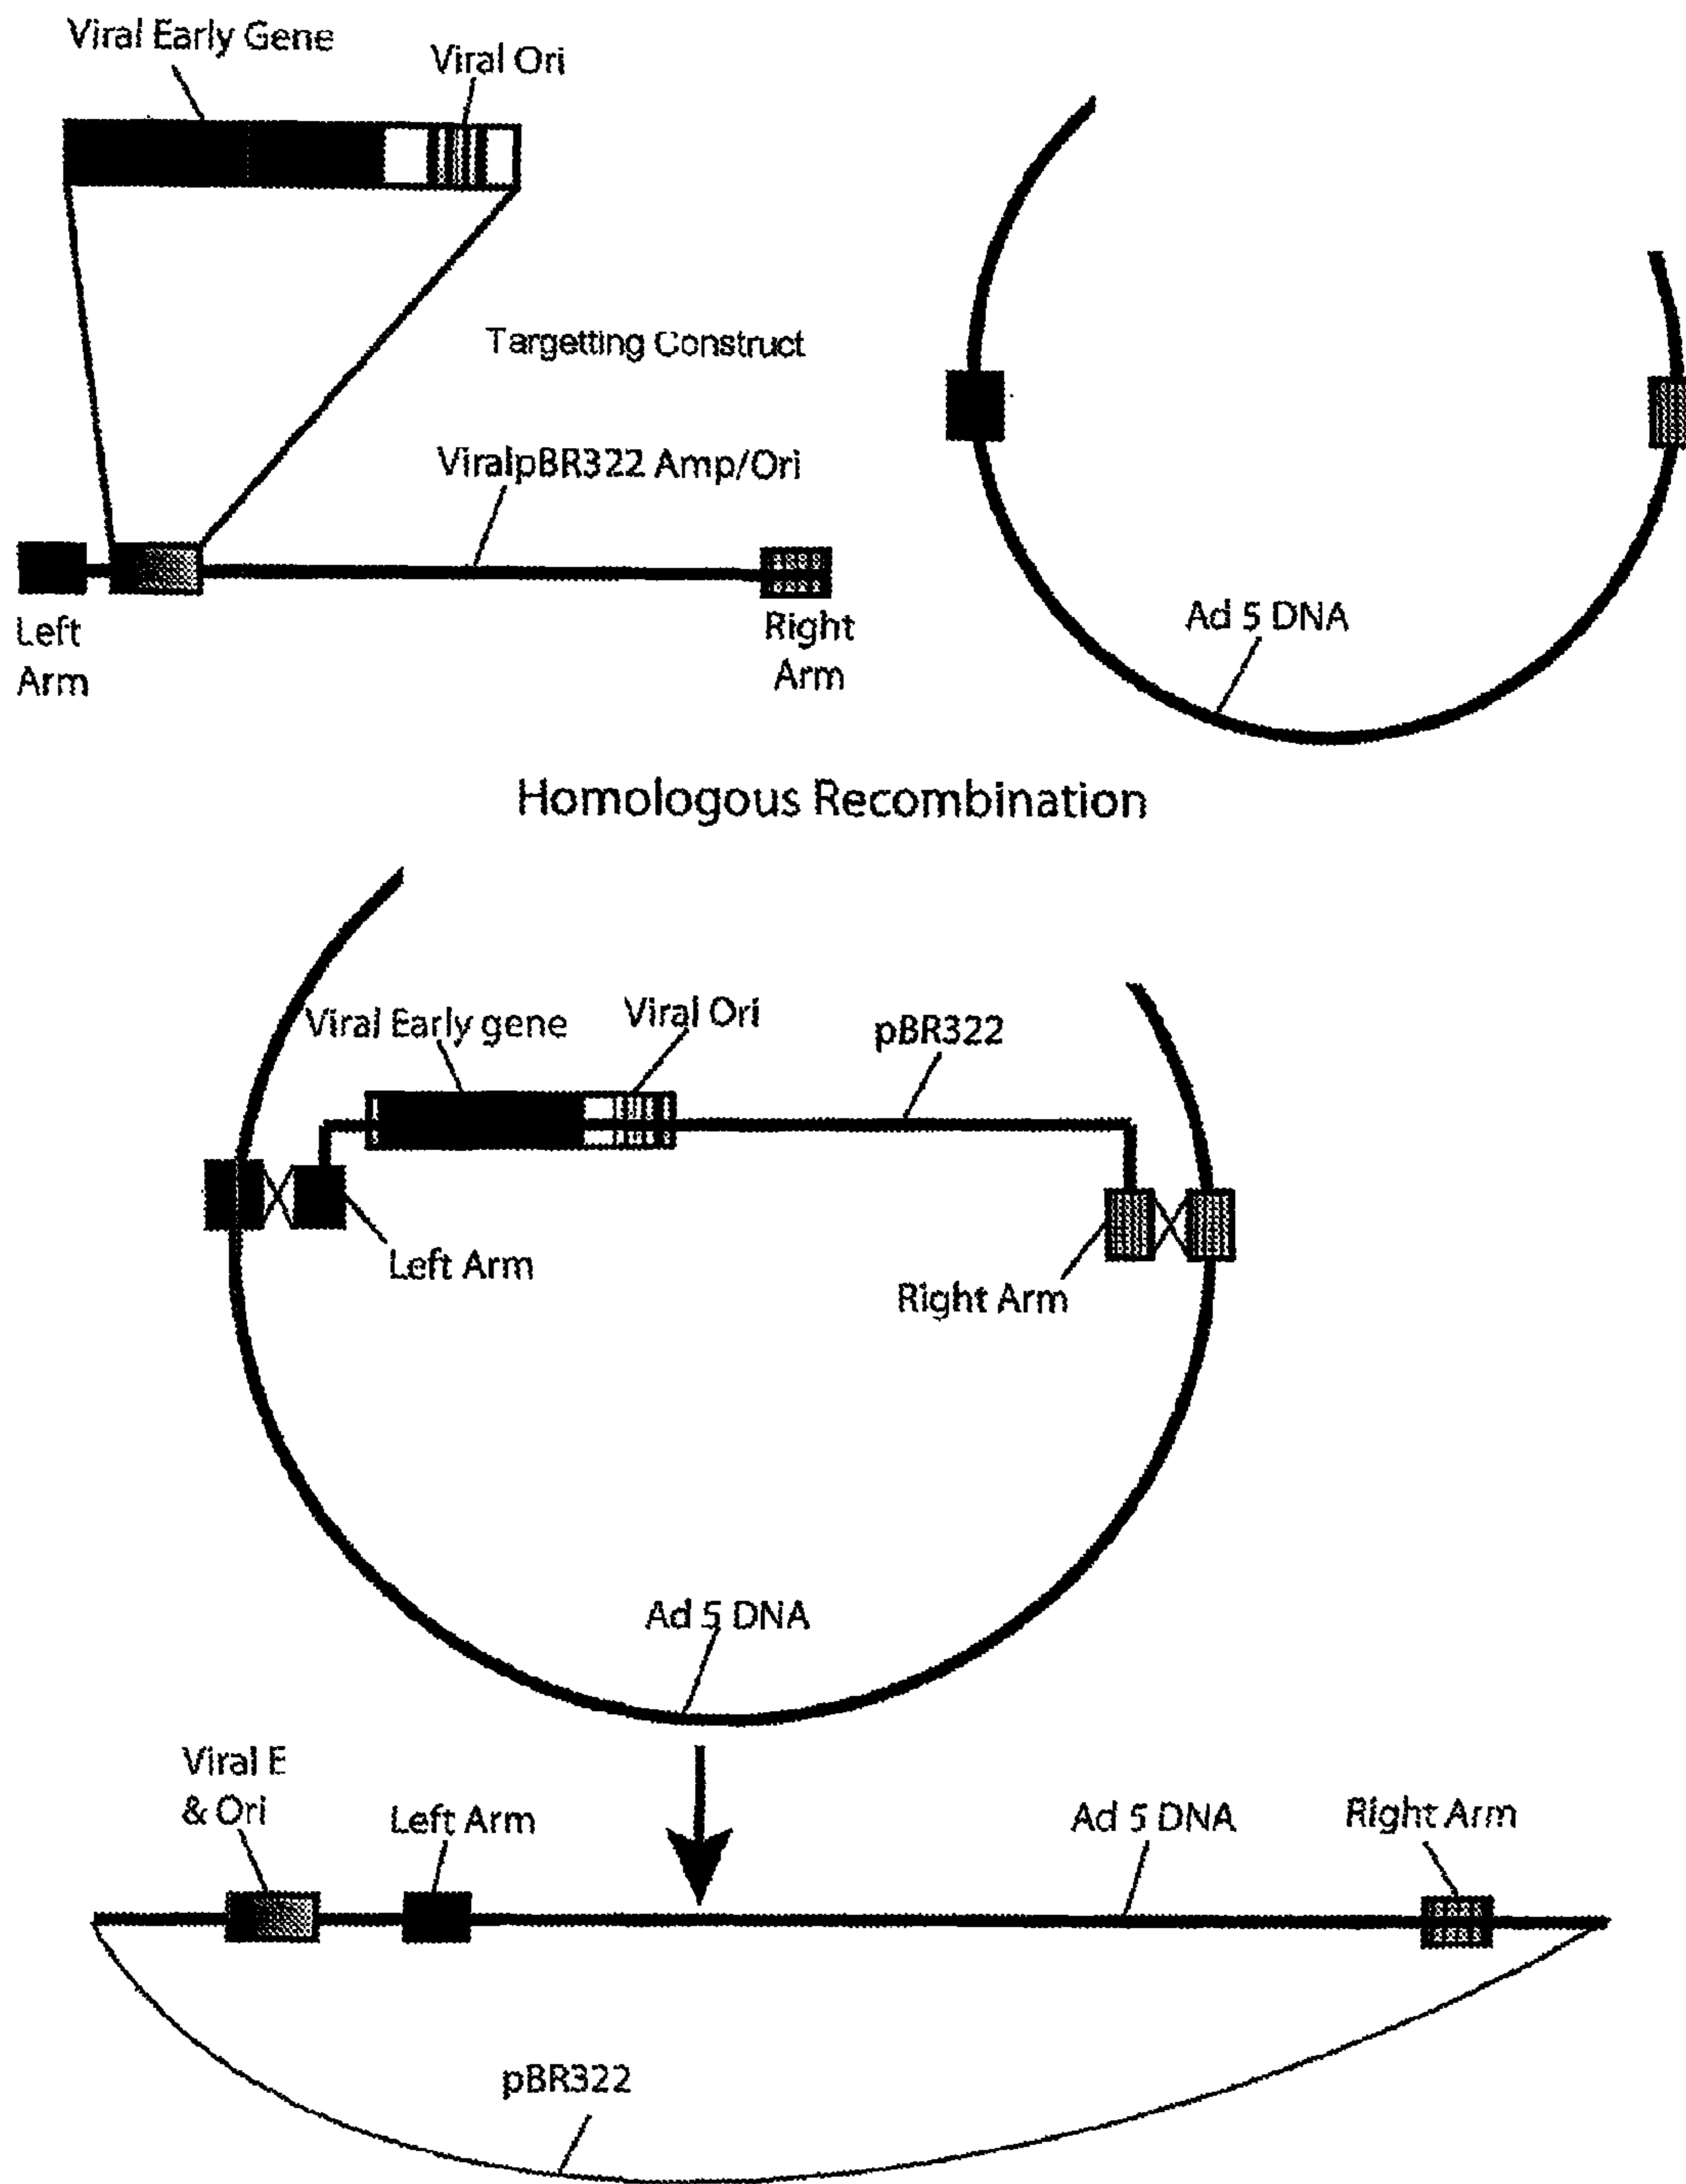 Viral Early Gene
Viral Ori
Targetting Construct
ViralpBR322 Amp/Ori
Left
Arm
Right
Arm
Ad 5 DNA
Homologous Recombination
Viral Early gene
Viral Ori
pBR322
Left Arm
Right Arm
Ad 5 DNA
Viral E
& Ori
Left Arm
Ad 5 DNA
Right Arm
pBR322